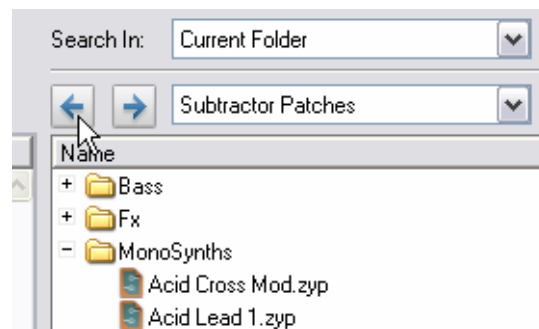 Search In: Current Folder
Subtractor Patches
Name
Bass
Fx
MonoSynths
Acid Cross Mod.zyp
Acid Lead 1.zyp